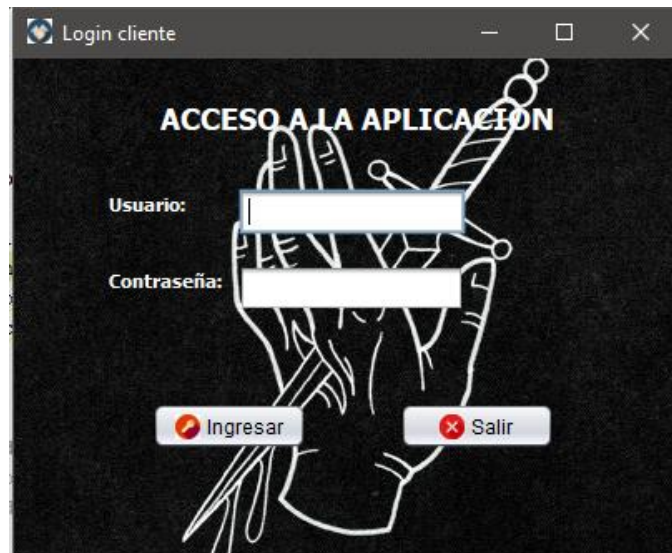 Login cliente
ACCESO A LA APLICACION
Usuario:
Contraseña:
Ingresar
Salir